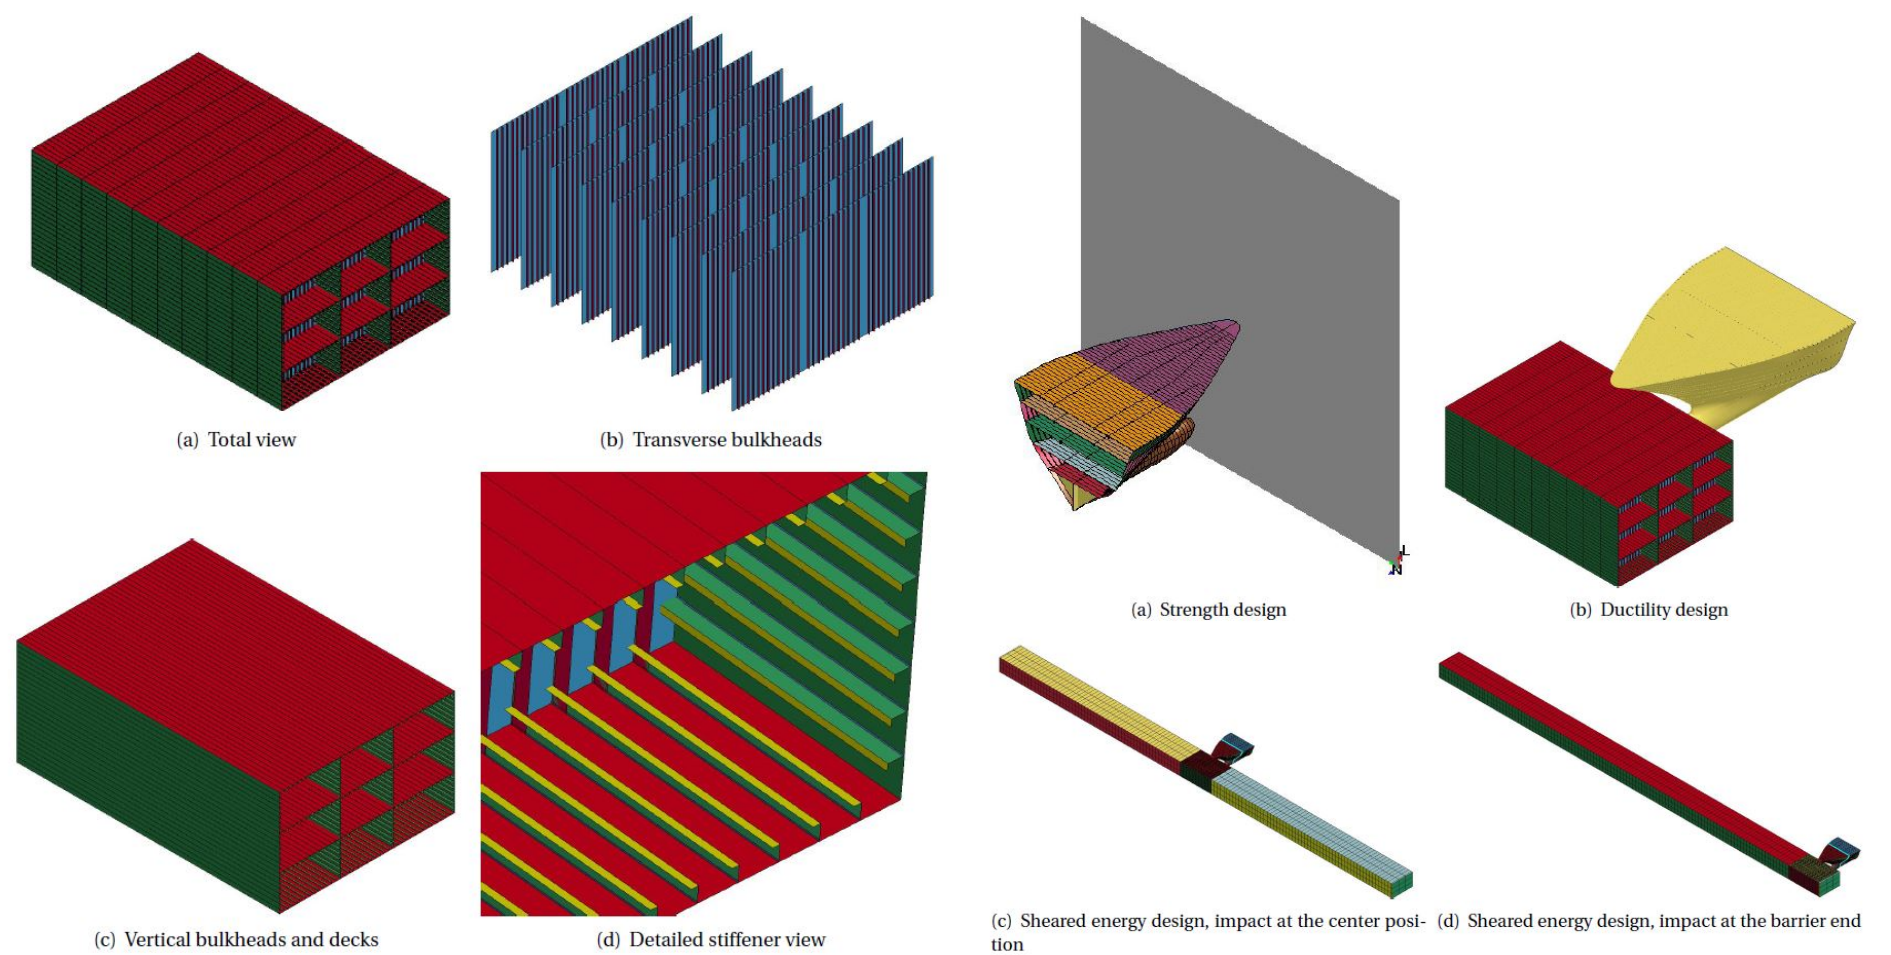 (a) Total view
(b) Transverse bulkheads
(c) Vertical bulkheads and decks
(d) Detailed stiffener view
(a) Strength design
(b) Ductility design
(c) Sheared energy design, impact at the center posi-
tion
(d) Sheared energy design, impact at the barrier end